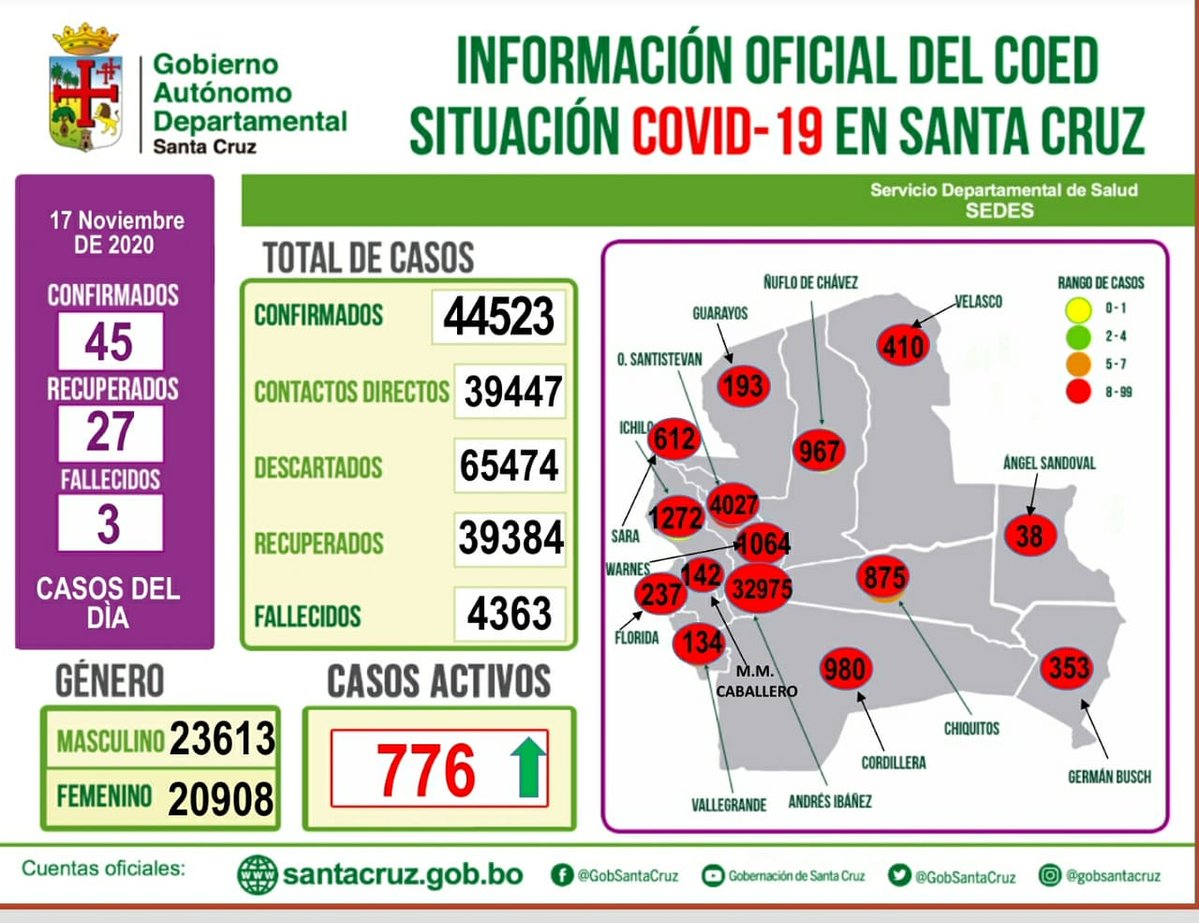 Gobierno
Autónomo
Departamental
Santa Cruz
INFORMACIÓN OFICIAL DEL COED
SITUACIÓN COVID-19 EN SANTA CRUZ
Servicio Departamental de Salud
SEDES
17 Noviembre
DE 2020
CONFIRMADOS
45
RECUPERADOS
27
FALLECIDOS
3
CASOS DEL
DÌA
TOTAL DE CASOS
CONFIRMADOS 44523
CONTACTOS DIRECTOS 39447
DESCARTADOS 65474
RECUPERADOS 39384
FALLECIDOS 4363
GÉNERO
MASCULINO 23613
FEMENINO 20908
CASOS ACTIVOS
776
ÑUFLO DE CHÁVEZ
VELASCO
GUARAYOS
RANGO DE CASOS
0-1
2-4
5-7
8-99
410
O. SANTISTEVAN
193
ICHILO
612
967
ÁNGEL SANDOVAL
4027
1272
SARA
38
1064
WARNES
142
32975
875
237
FLORIDA
134
M.M.
CABALLERO
980
353
CHIQUITOS
CORDILLERA
GERMÁN BUSCH
VALLEGRANDE
ANDRÉS IBÁÑEZ
Cuentas oficiales:
www
santacruz.gob.bo
@GobSantaCruz
Gobernación de Santa Cruz
@GobSantaCruz
@gobsantacruz